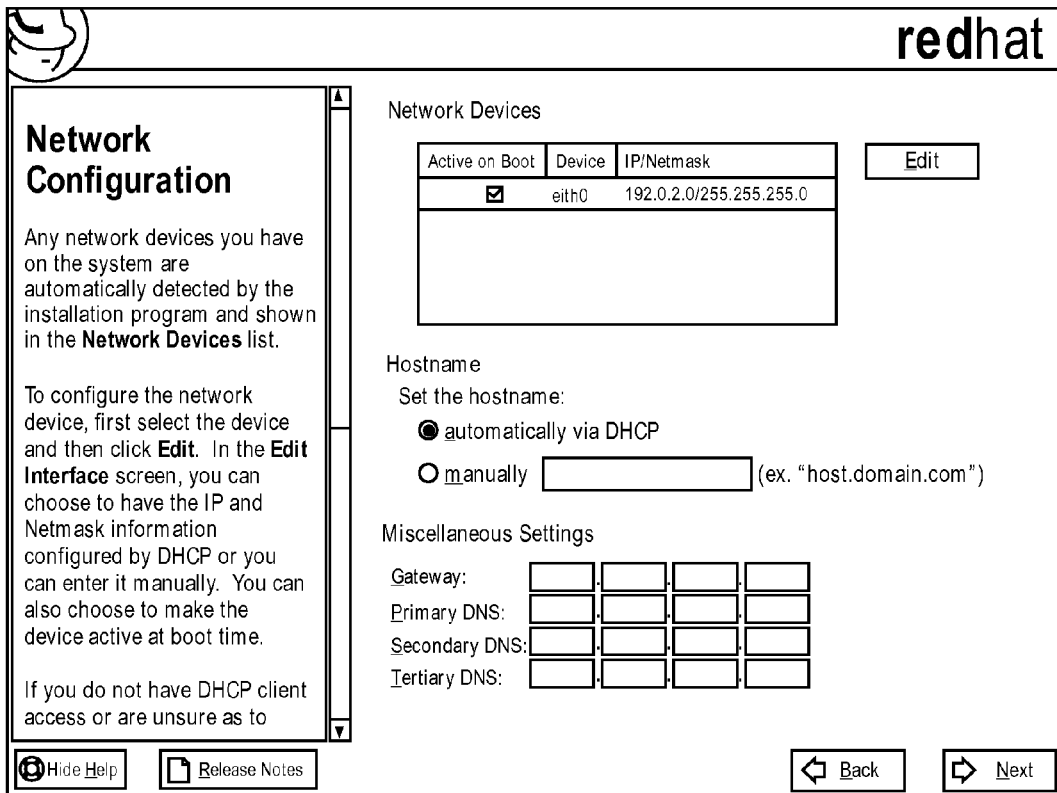 redhat
Network
Configuration
Any network devices you have
on the system are
automatically detected by the
installation program and shown
in the Network Devices list.
To configure the network
device, first select the device
and then click Edit. In the Edit
Interface screen, you can
choose to have the IP and
Netmask information
configured by DHCP or you
can enter it manually. You can
also choose to make the
device active at boot time.
If you do not have DHCP client
access or are unsure as to
Network Devices
Active on Boot Device IP/Netmask
eith0 192.0.2.0/255.255.255.0
Edit
Hostname
Set the hostname:
automatically via DHCP
manually (ex. “host.domain.com”)
Miscellaneous Settings
Gateway: . . .
Primary DNS: . . .
Secondary DNS: . . .
Tertiary DNS: . . .
Hide Help Release Notes Back Next